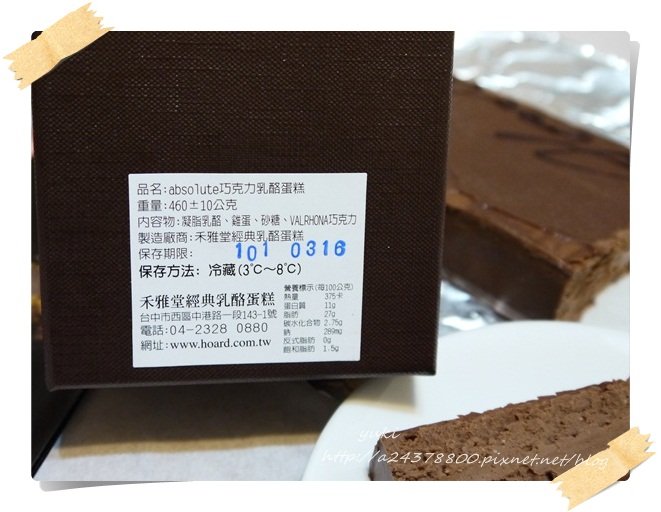 品名:absolute巧克力乳酪蛋糕
重量:460±10公克
內容物:凝脂乳酪、雞蛋、砂糖、VALRHONA巧克力
製造廠商:禾雅堂經典乳酪蛋糕
保存期限: 101 0316
保存方法: 冷藏(3℃~8℃)
禾雅堂經典乳酪蛋糕
台中市西區中港路一段143-1號
電話:04-2328 0880
網址:www.hoard.com.tw
營養標示(每100公克)
熱量 375卡
蛋白質 11g
脂肪 27g
碳水化合物 2.75g
鈉 289mg
反式脂肪 0g
飽和脂肪 1.5g
yuki
http://a24378800.pixnet.net/blog